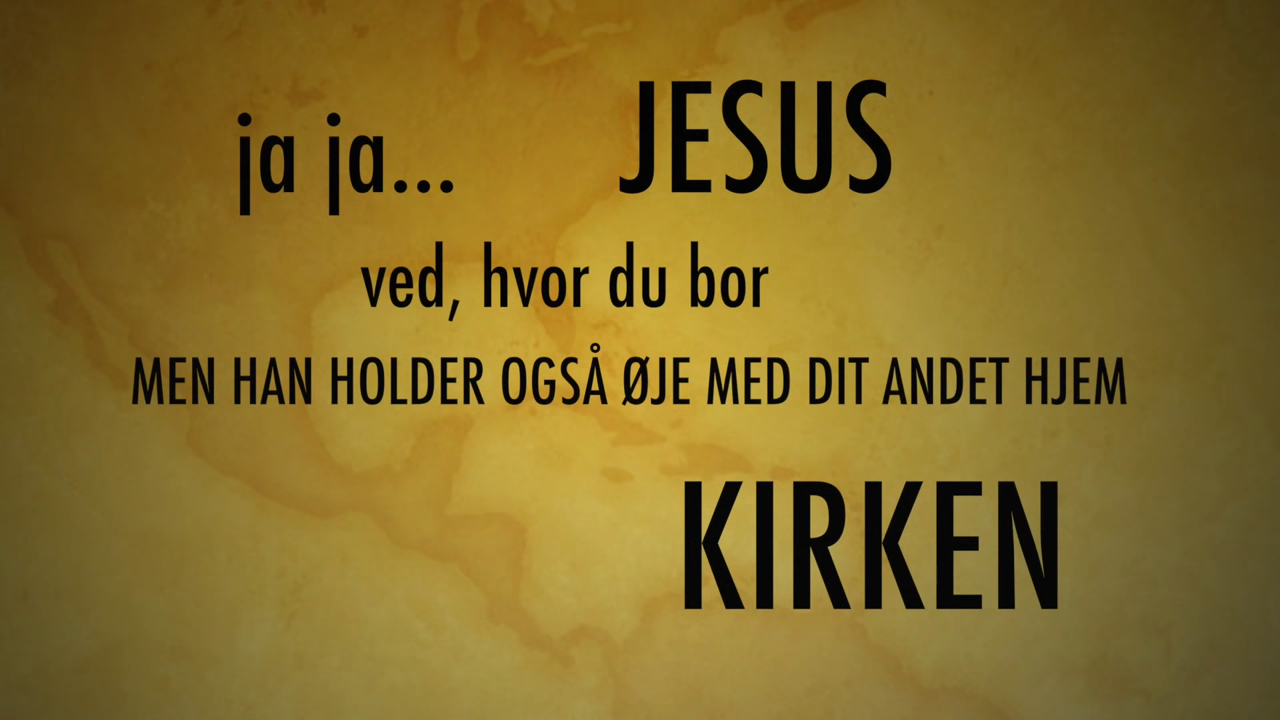 ja ja... JESUS
ved, hvor du bor
MEN HAN HOLDER OGSÅ ØJE MED DIT ANDET HJEM
KIRKEN